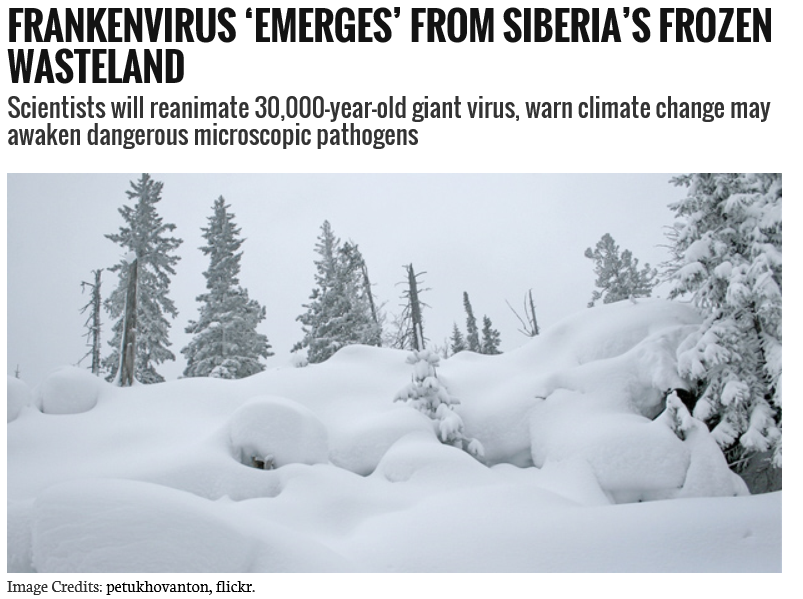 FRANKENVIRUS ‘EMERGES’ FROM SIBERIA’S FROZEN
WASTELAND
Scientists will reanimate 30,000-year-old giant virus, warn climate change may
awaken dangerous microscopic pathogens
Image Credits: petukhovanton, flickr.